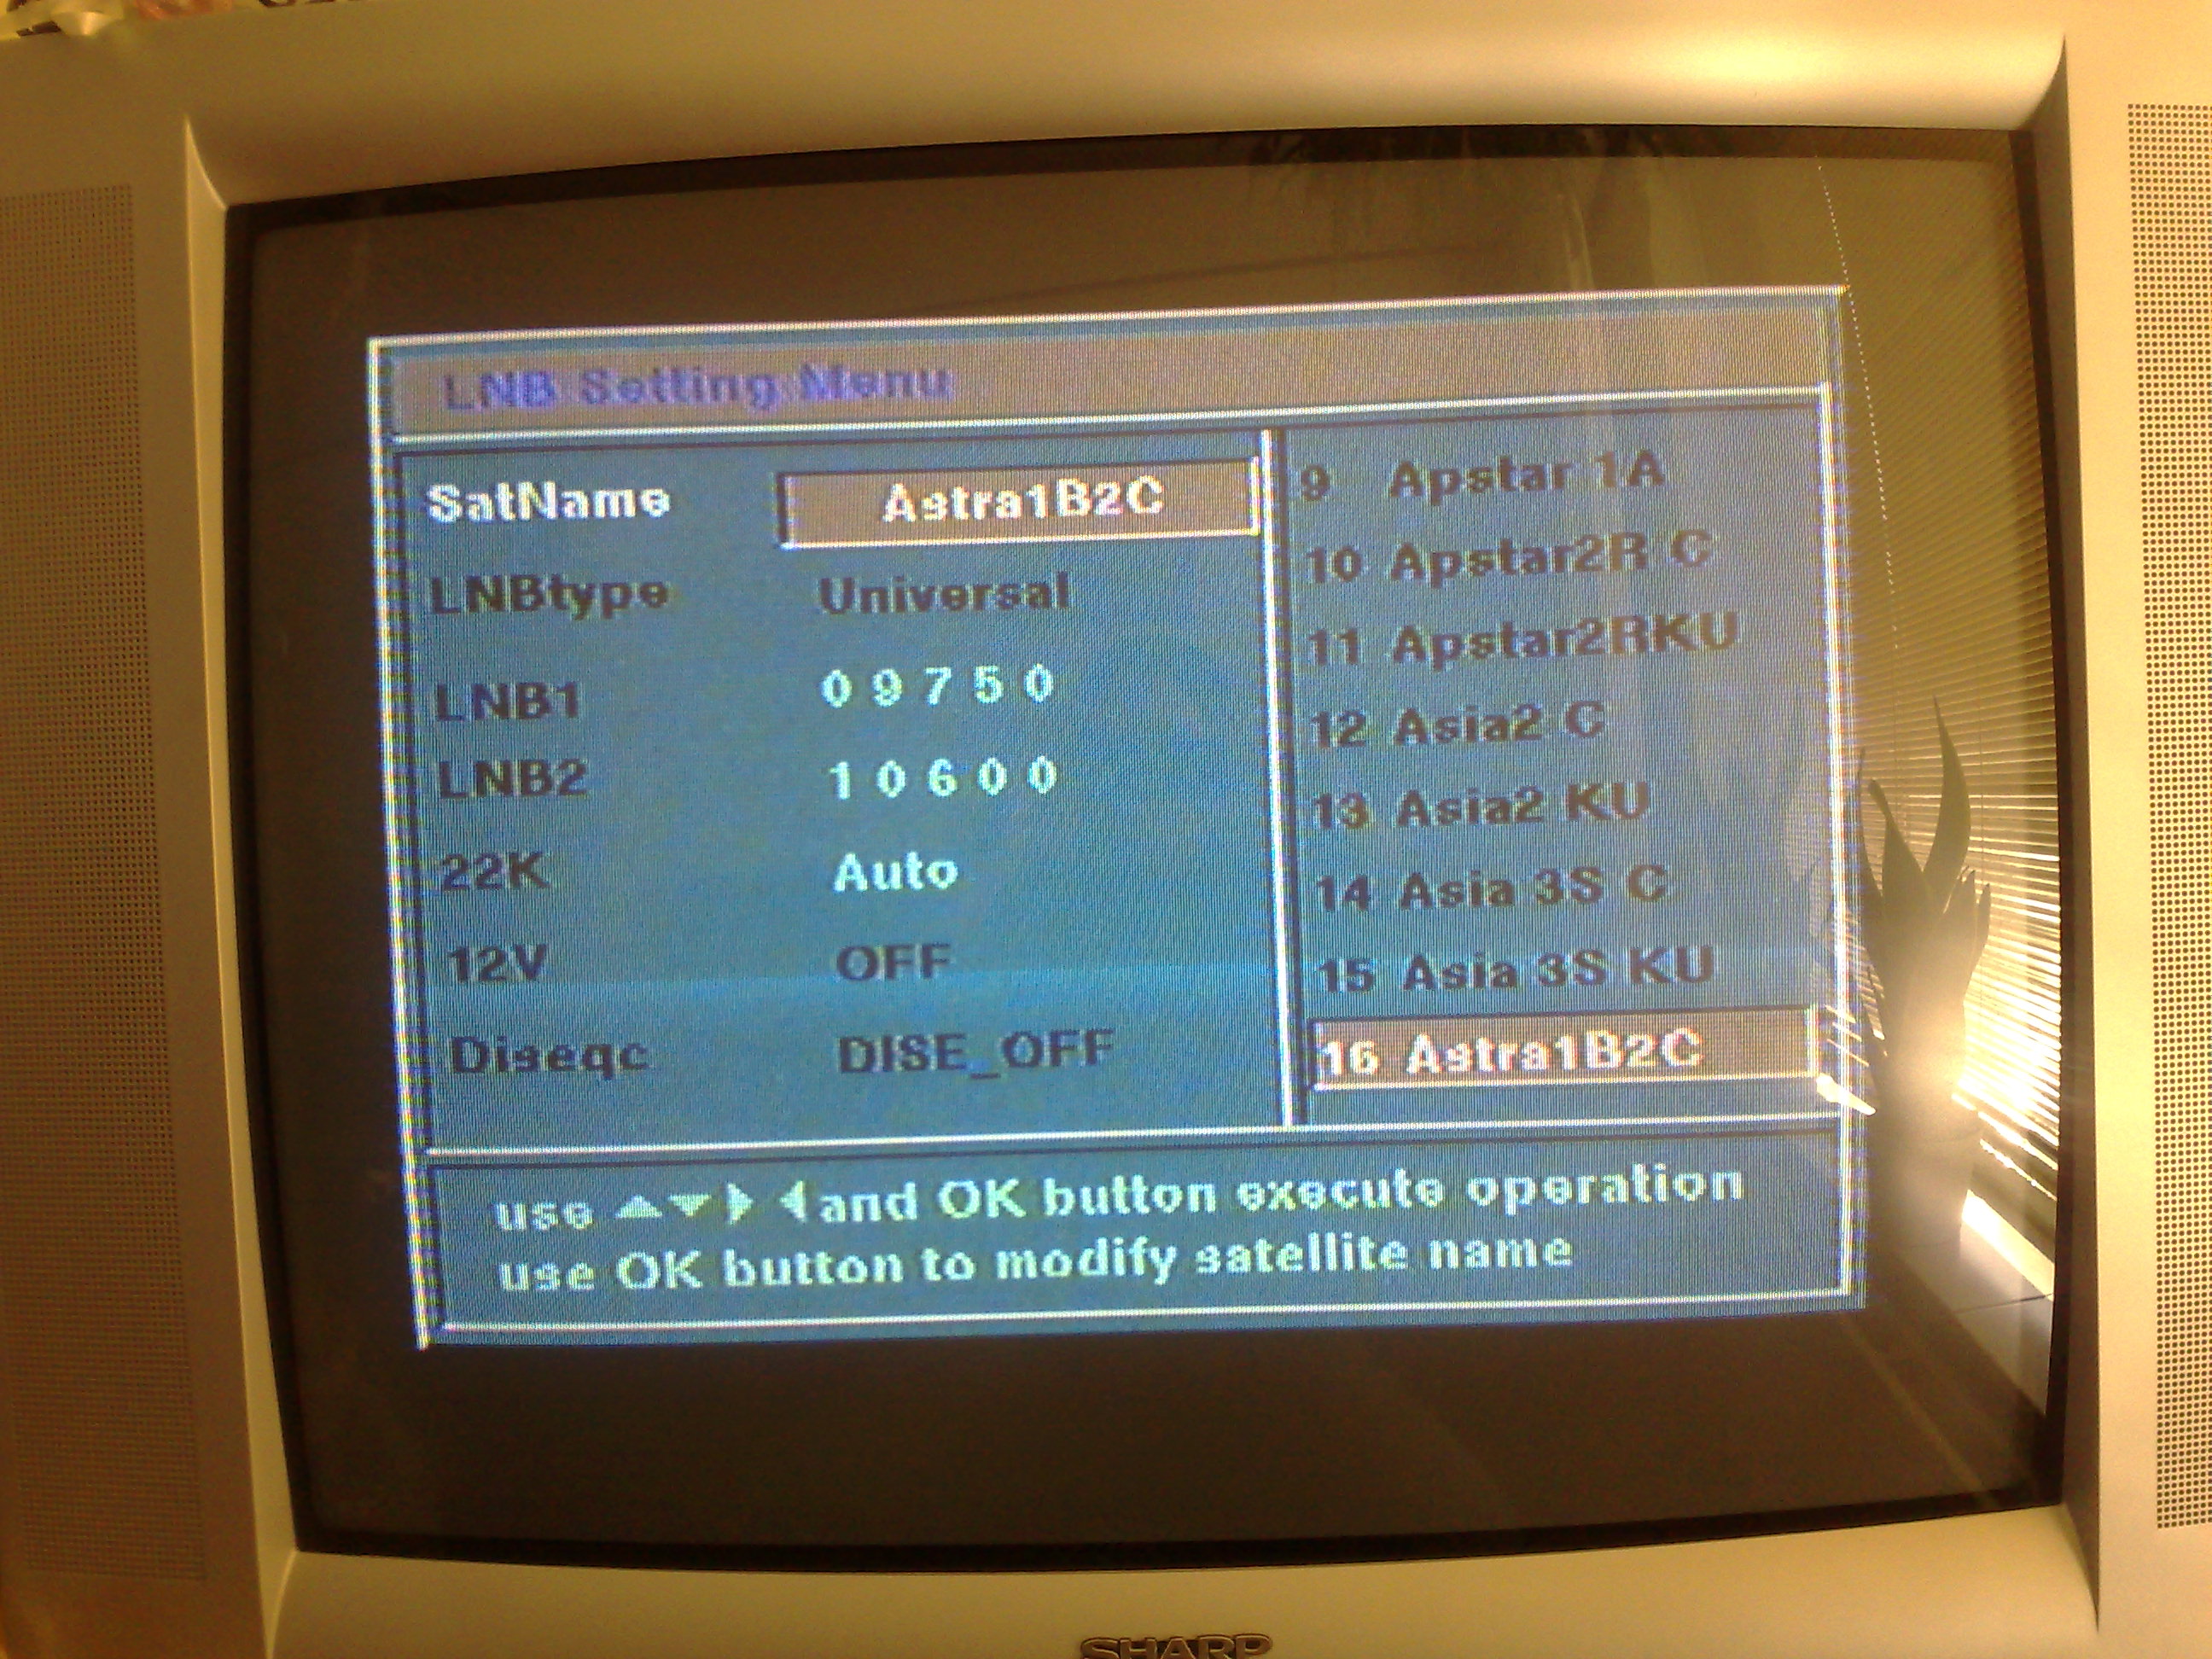 LNB Setting Menu
SatName Astra1B2C
LNBtype Universal
LNB1 09750
LNB2 10600
22K Auto
12V OFF
Diseqc DISE_OFF
9 Apstar 1A
10 Apstar2R C
11 Apstar2RKU
12 Asia2 C
13 Asia2 KU
14 Asia 3S C
15 Asia 3S KU
16 Astra1B2C
use ▲▼▶◀and OK button execute operation
use OK button to modify satellite name
SHARP